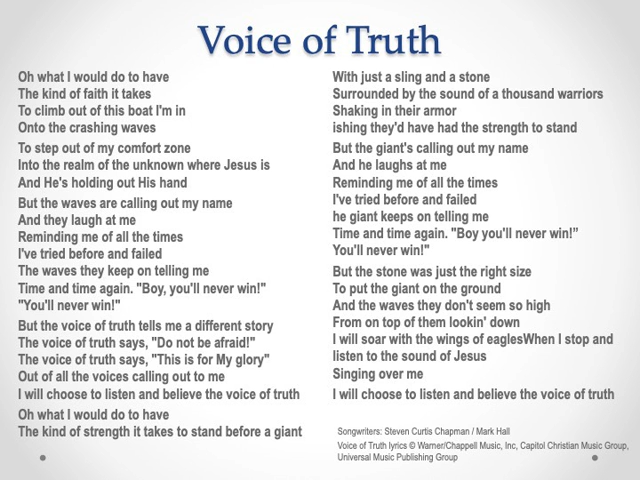 Voice of Truth
Oh what I would do to have
The kind of faith it takes
To climb out of this boat I'm in
Onto the crashing waves
To step out of my comfort zone
Into the realm of the unknown where Jesus is
And He's holding out His hand
But the waves are calling out my name
And they laugh at me
Reminding me of all the times
I've tried before and failed
The waves they keep on telling me
Time and time again. "Boy, you'll never win!"
"You'll never win!"
But the voice of truth tells me a different story
The voice of truth says, "Do not be afraid!"
The voice of truth says, "This is for My glory"
Out of all the voices calling out to me
I will choose to listen and believe the voice of truth
Oh what I would do to have
The kind of strength it takes to stand before a giant
With just a sling and a stone
Surrounded by the sound of a thousand warriors
Shaking in their armor
ishing they'd have had the strength to stand
But the giant's calling out my name
And he laughs at me
Reminding me of all the times
I've tried before and failed
he giant keeps on telling me
Time and time again. "Boy you'll never win!”
You'll never win!"
But the stone was just the right size
To put the giant on the ground
And the waves they don't seem so high
From on top of them lookin' down
I will soar with the wings of eaglesWhen I stop and
listen to the sound of Jesus
Singing over me
I will choose to listen and believe the voice of truth
Songwriters: Steven Curtis Chapman / Mark Hall
Voice of Truth lyrics © Warner/Chappell Music, Inc, Capitol Christian Music Group,
Universal Music Publishing Group